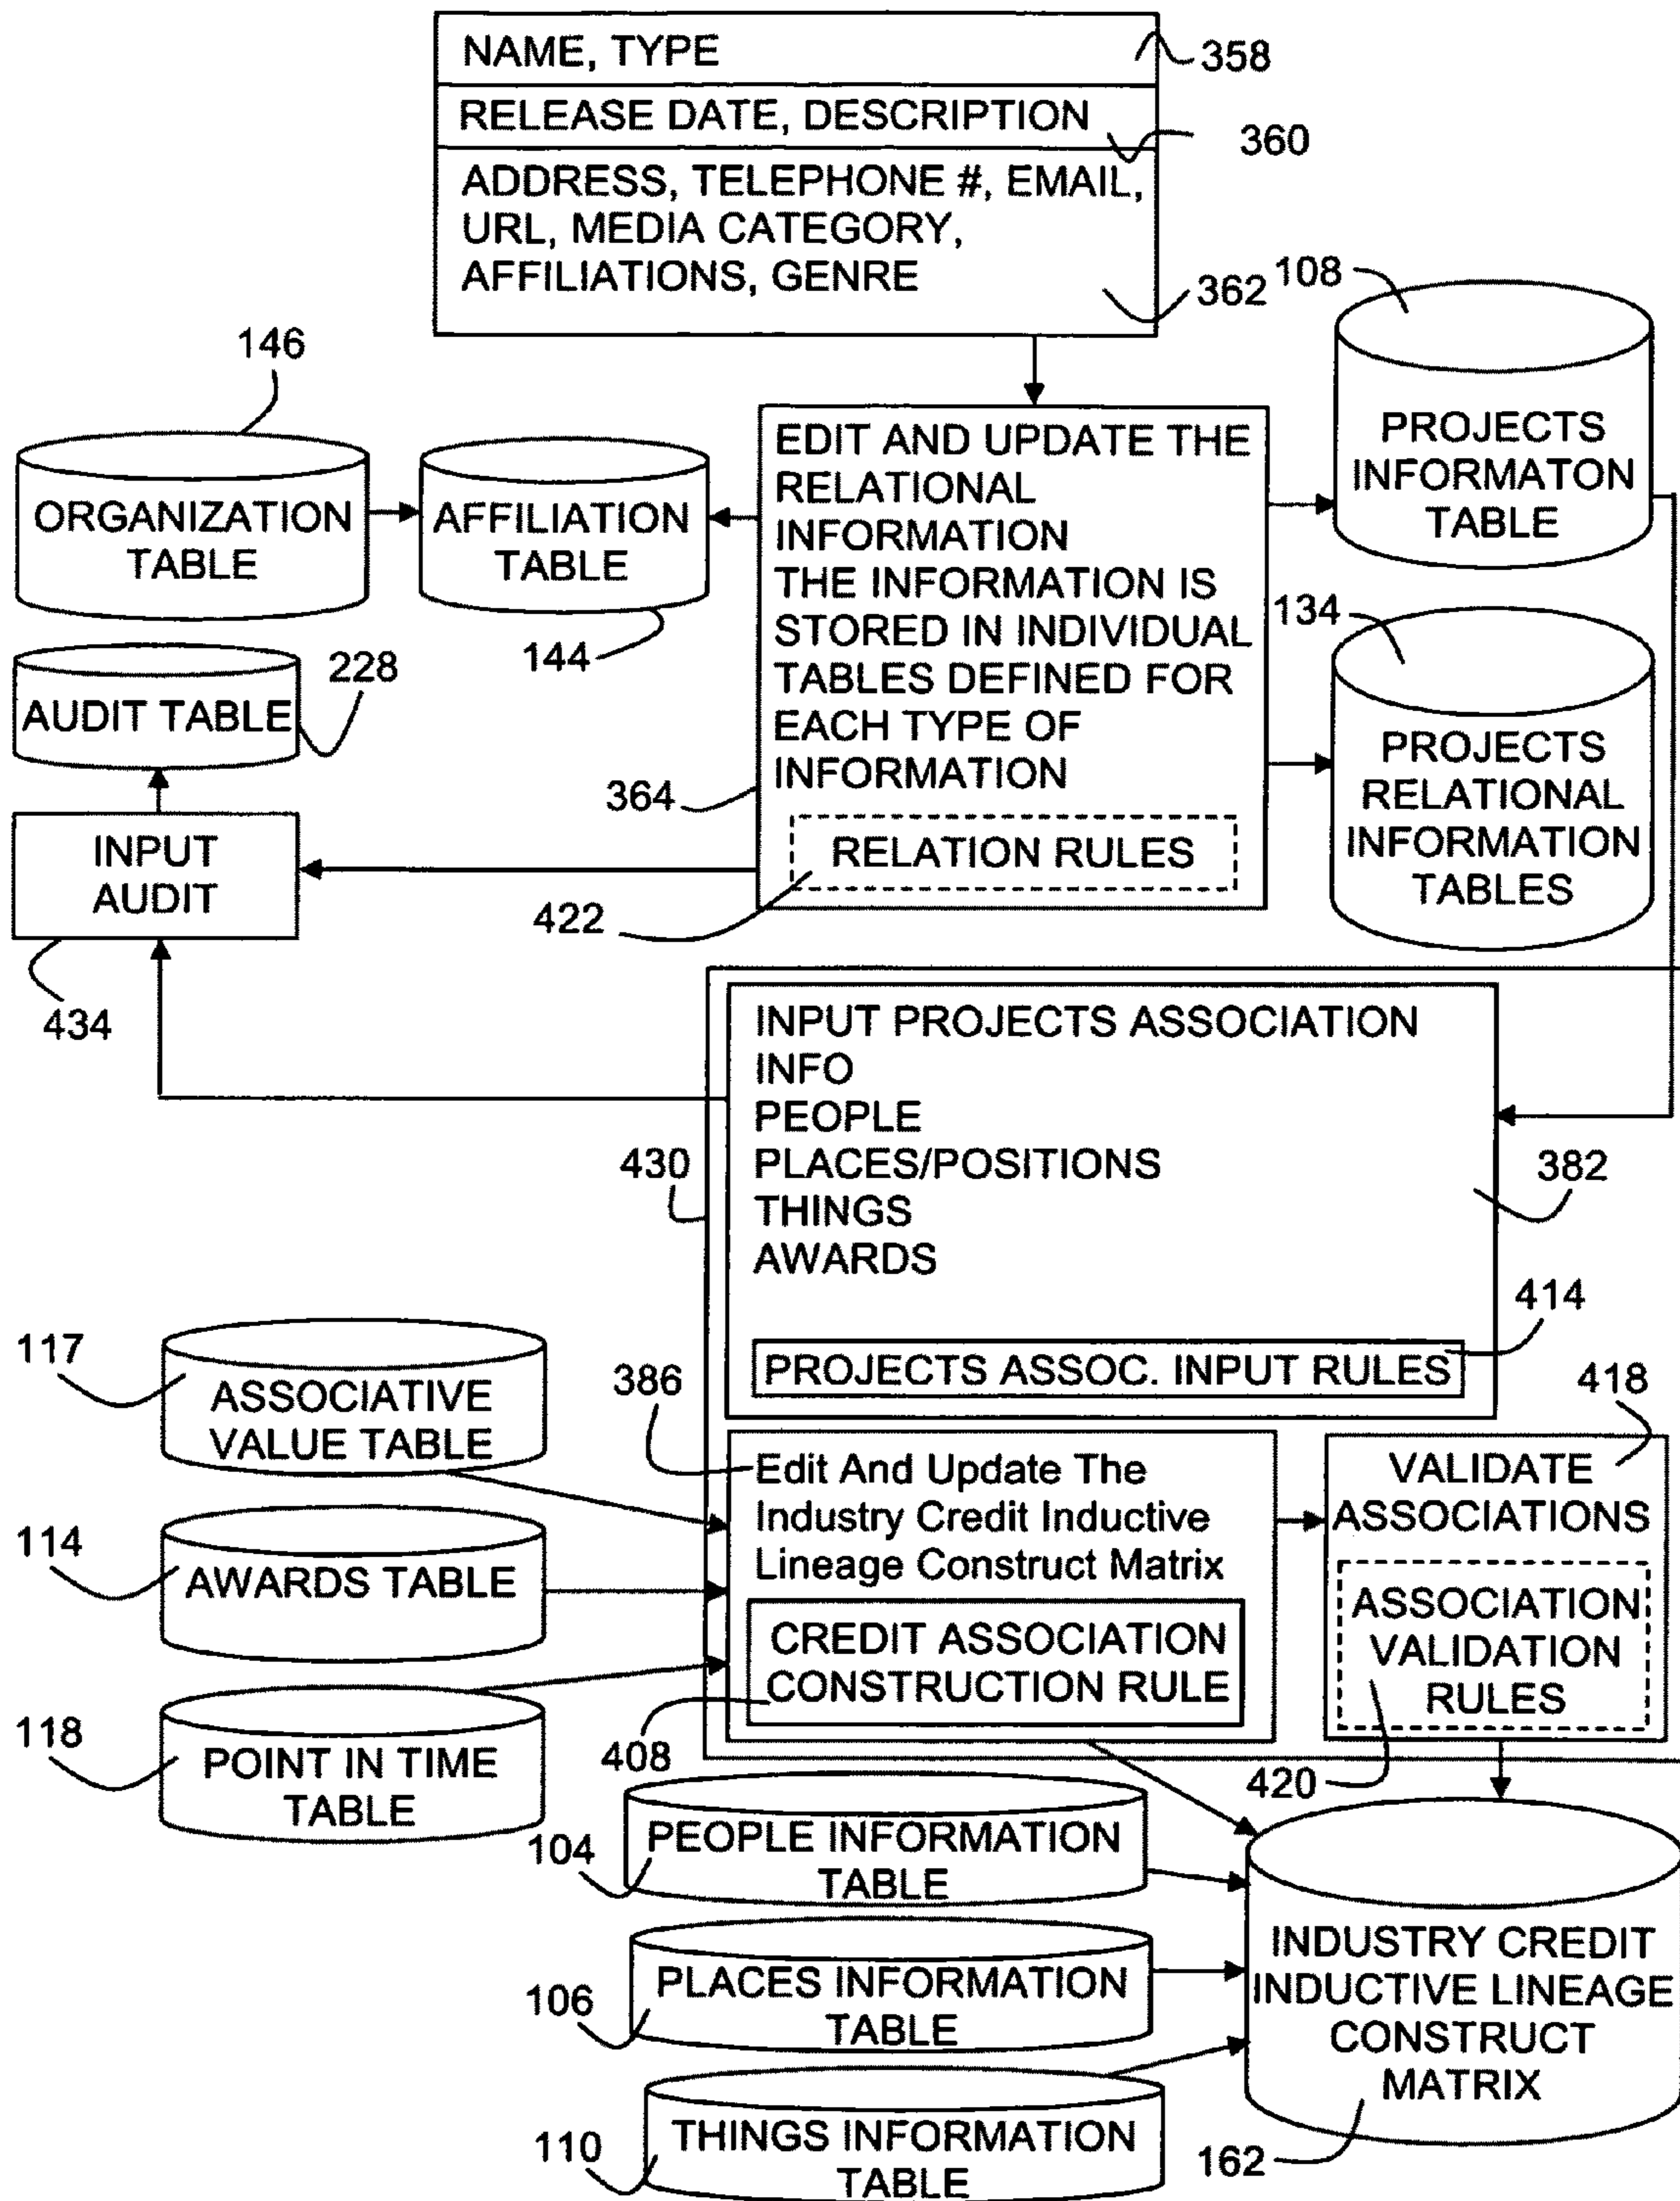 NAME, TYPE
358
RELEASE DATE, DESCRIPTION
360
ADDRESS, TELEPHONE #, EMAIL,
URL, MEDIA CATEGORY,
AFFILIATIONS, GENRE
362
108
146
ORGANIZATION
TABLE
AFFILIATION
TABLE
144
EDIT AND UPDATE THE
RELATIONAL
INFORMATION
THE INFORMATION IS
STORED IN INDIVIDUAL
TABLES DEFINED FOR
EACH TYPE OF
INFORMATION
364
RELATION RULES
422
PROJECTS
INFORMATON
TABLE
134
PROJECTS
RELATIONAL
INFORMATION
TABLES
AUDIT TABLE
228
INPUT
AUDIT
434
INPUT PROJECTS ASSOCIATION
INFO
PEOPLE
PLACES/POSITIONS
THINGS
AWARDS
430
382
414
PROJECTS ASSOC. INPUT RULES
117
ASSOCIATIVE
VALUE TABLE
114
AWARDS TABLE
118
POINT IN TIME
TABLE
386
Edit And Update The
Industry Credit Inductive
Lineage Construct Matrix
CREDIT ASSOCIATION
CONSTRUCTION RULE
408
418
VALIDATE
ASSOCIATIONS
ASSOCIATION
VALIDATION
RULES
420
104
PEOPLE INFORMATION
TABLE
106
PLACES INFORMATION
TABLE
110
THINGS INFORMATION
TABLE
INDUSTRY CREDIT
INDUCTIVE LINEAGE
CONSTRUCT
MATRIX
162